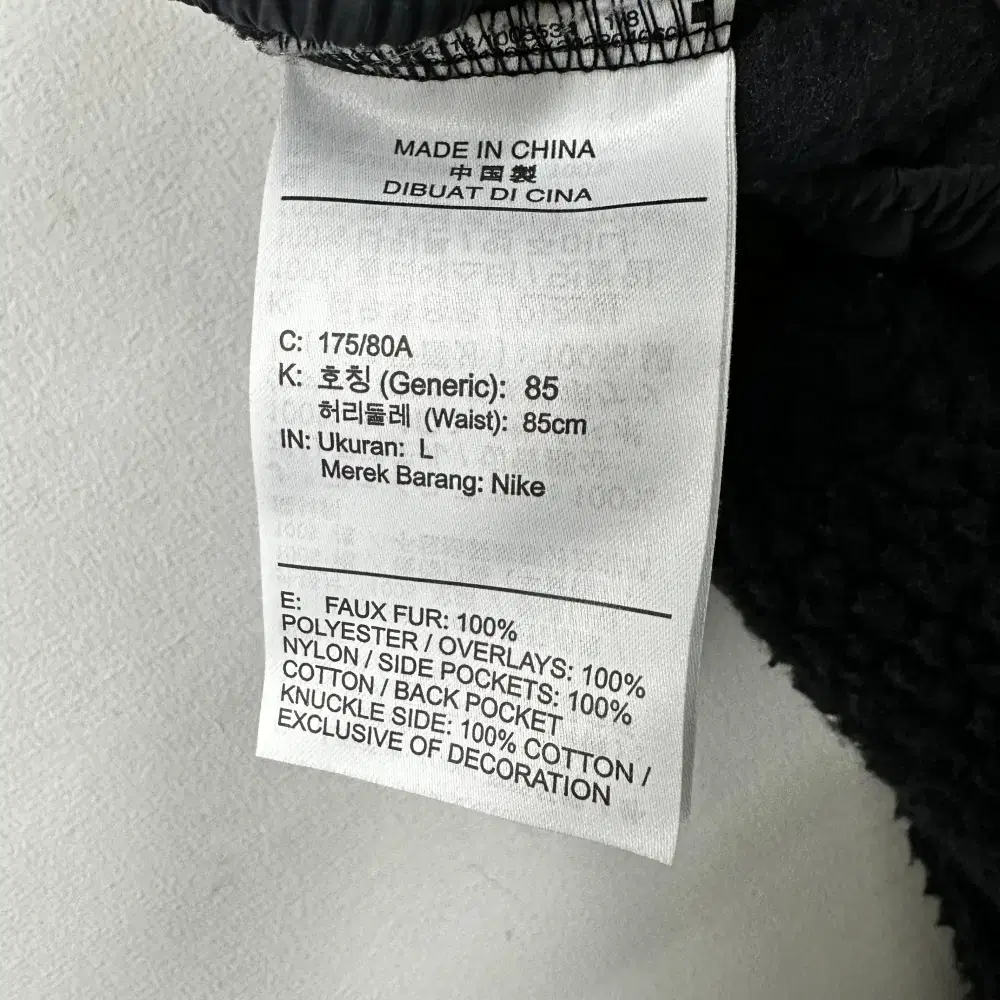 MADE IN CHINA
中国製
DIBUAT DI CINA
C: 175/80A
K: 호칭 (Generic): 85
허리둘레 (Waist): 85cm
IN: Ukuran: L
Merek Barang: Nike
E: FAUX FUR: 100%
POLYESTER / OVERLAYS: 100%
NYLON / SIDE POCKETS: 100%
COTTON / BACK POCKET
KNUCKLE SIDE: 100% COTTON /
EXCLUSIVE OF DECORATION